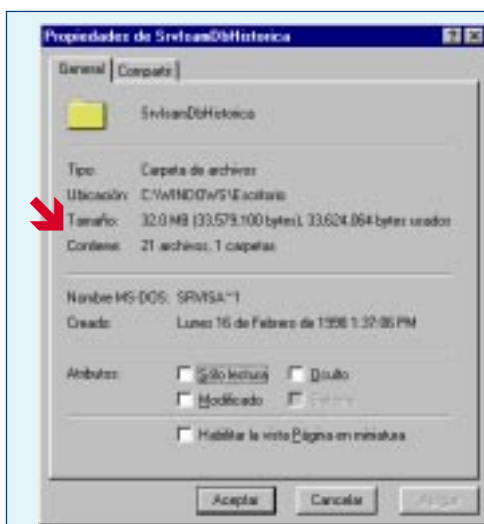 Propiedades de SrvIsamDbHistorica
General Compartir
SrvIsamDbHistorica
Tipo: Carpeta de archivos
Ubicación: C:\WINDOWS\Escritorio
Tamaño: 32.0 MB (33,579,100 bytes), 33,624,064 bytes usados
Contiene: 21 archivos, 1 carpetas
Nombre MS-DOS: SRVISA~1
Creado: Lunes 16 de Febrero de 1998 1:37:06 PM
Atributos: Sólo lectura Oculto
Modificado
Habilitar la vista Página en miniatura
Aceptar Cancelar